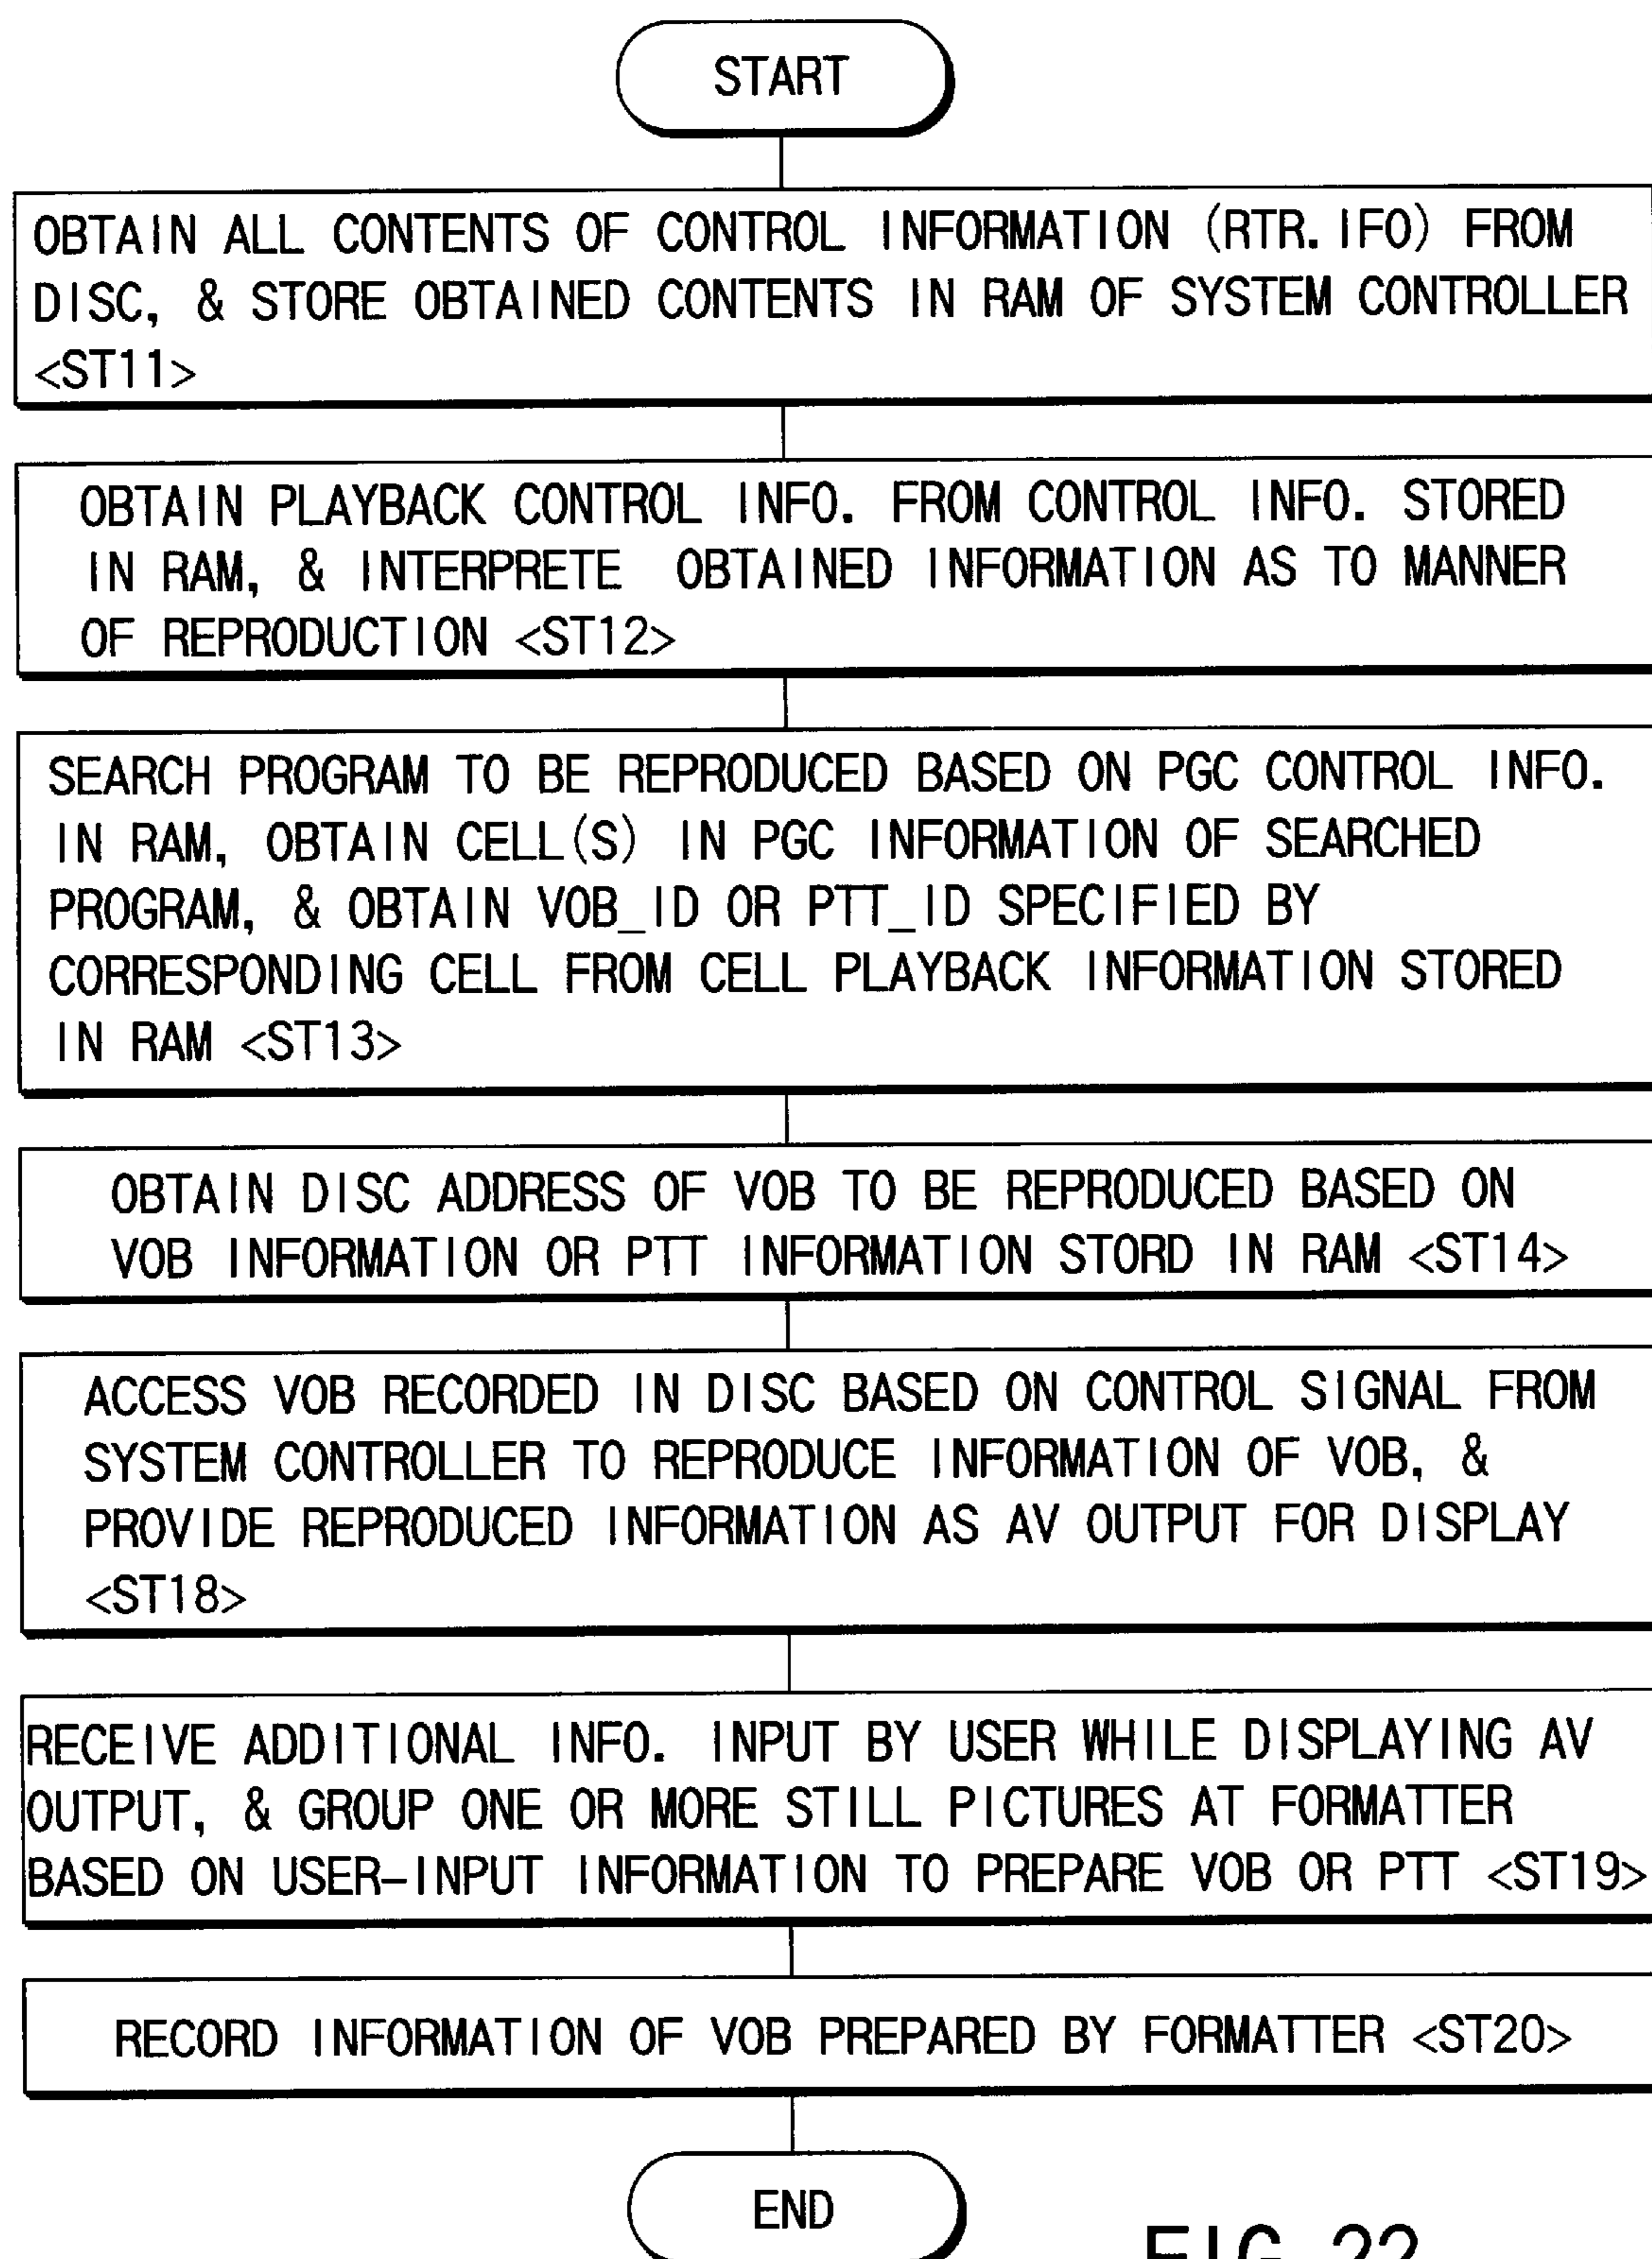 START
OBTAIN ALL CONTENTS OF CONTROL INFORMATION (RTR.IFO) FROM
DISC, & STORE OBTAINED CONTENTS IN RAM OF SYSTEM CONTROLLER
<ST11>
OBTAIN PLAYBACK CONTROL INFO. FROM CONTROL INFO. STORED
IN RAM, & INTERPRETE OBTAINED INFORMATION AS TO MANNER
OF REPRODUCTION <ST12>
SEARCH PROGRAM TO BE REPRODUCED BASED ON PGC CONTROL INFO.
IN RAM, OBTAIN CELL(S) IN PGC INFORMATION OF SEARCHED
PROGRAM, & OBTAIN VOB_ID OR PTT_ID SPECIFIED BY
CORRESPONDING CELL FROM CELL PLAYBACK INFORMATION STORED
IN RAM <ST13>
OBTAIN DISC ADDRESS OF VOB TO BE REPRODUCED BASED ON
VOB INFORMATION OR PTT INFORMATION STORD IN RAM <ST14>
ACCESS VOB RECORDED IN DISC BASED ON CONTROL SIGNAL FROM
SYSTEM CONTROLLER TO REPRODUCE INFORMATION OF VOB, &
PROVIDE REPRODUCED INFORMATION AS AV OUTPUT FOR DISPLAY
<ST18>
RECEIVE ADDITIONAL INFO. INPUT BY USER WHILE DISPLAYING AV
OUTPUT, & GROUP ONE OR MORE STILL PICTURES AT FORMATTER
BASED ON USER-INPUT INFORMATION TO PREPARE VOB OR PTT <ST19>
RECORD INFORMATION OF VOB PREPARED BY FORMATTER <ST20>
END
FIG. 22